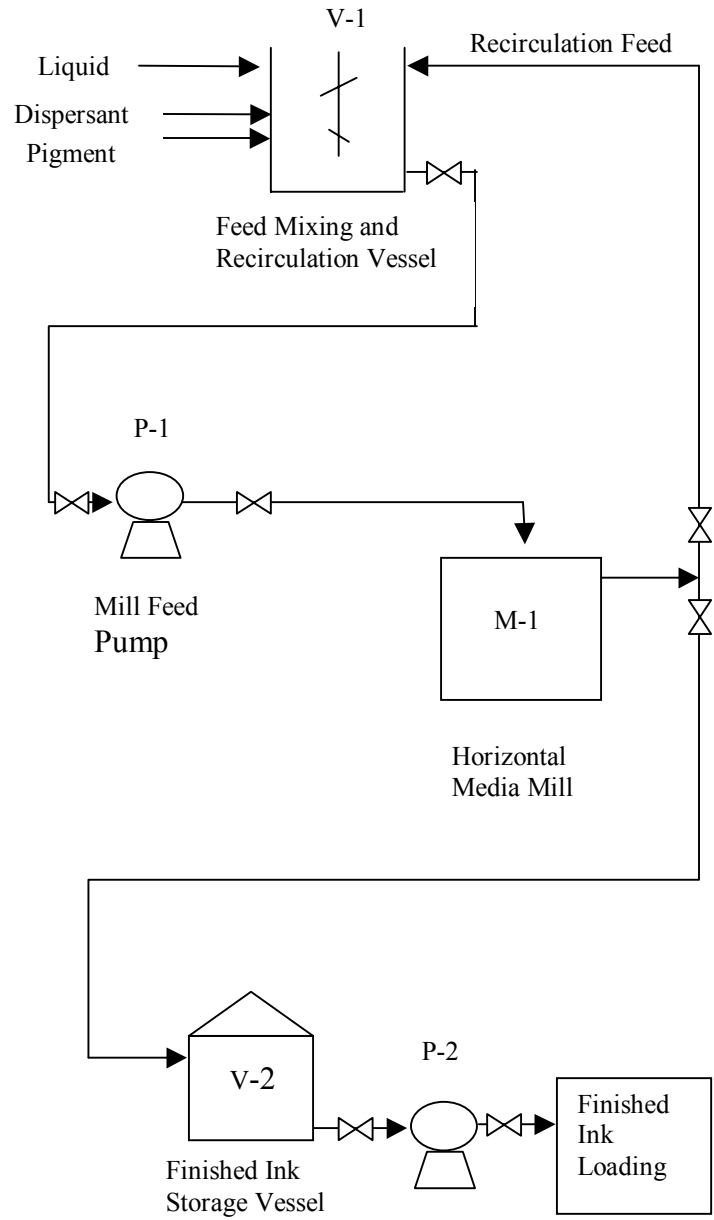 V-1
Recirculation Feed
Liquid
Dispersant
Pigment
Feed Mixing and
Recirculation Vessel
P-1
Mill Feed
Pump
M-1
Horizontal
Media Mill
V-2
P-2
Finished
Ink
Loading
Finished Ink
Storage Vessel